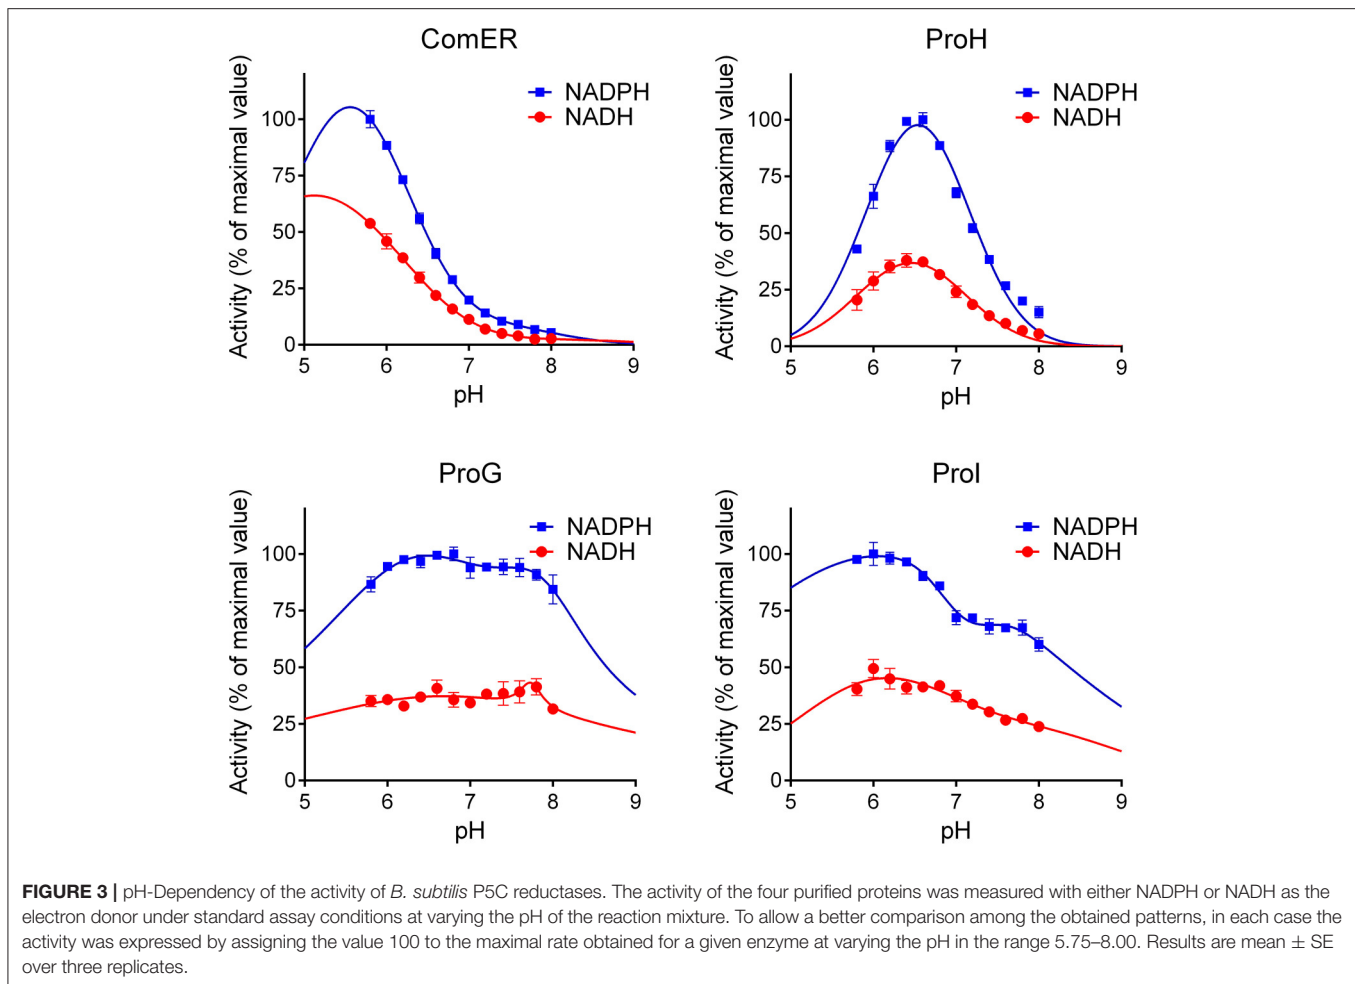 ComER
Activity (% of maximal value)
100
75
50
25
0
5 6 7 8 9
pH
NADPH
NADH
ProH
Activity (% of maximal value)
100
75
50
25
0
5 6 7 8 9
pH
NADPH
NADH
ProG
Activity (% of maximal value)
100
75
50
25
0
5 6 7 8 9
pH
NADPH
NADH
ProI
Activity (% of maximal value)
100
75
50
25
0
5 6 7 8 9
pH
NADPH
NADH
FIGURE 3 | pH-Dependency of the activity of B. subtilis P5C reductases. The activity of the four purified proteins was measured with either NADPH or NADH as the
electron donor under standard assay conditions at varying the pH of the reaction mixture. To allow a better comparison among the obtained patterns, in each case the
activity was expressed by assigning the value 100 to the maximal rate obtained for a given enzyme at varying the pH in the range 5.75–8.00. Results are mean ± SE
over three replicates.